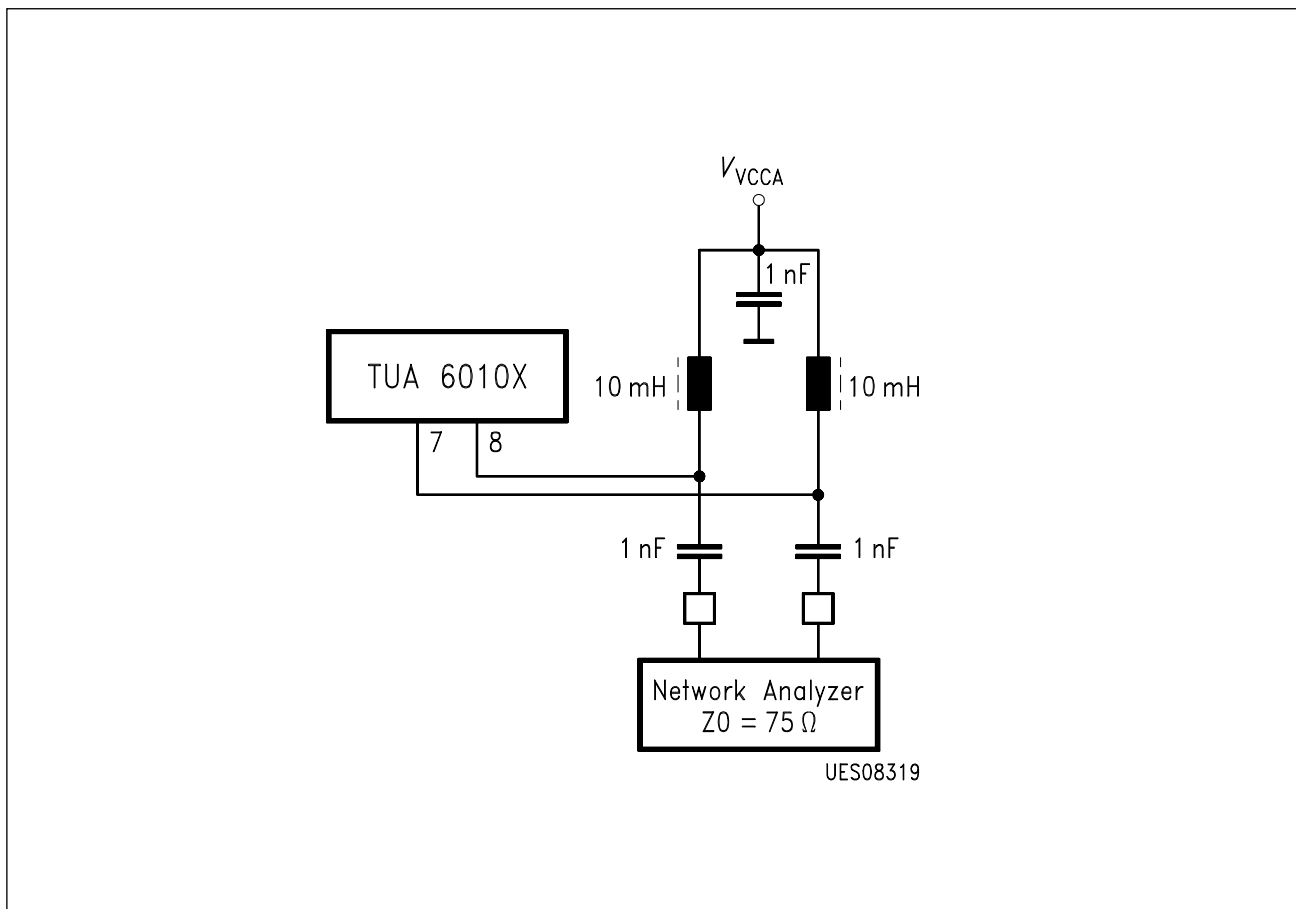 V VCCA
1 nF
TUA 6010X
10 mH
10 mH
7
8
1 nF
1 nF
Network Analyzer
Z0 = 75 Ω
UES08319